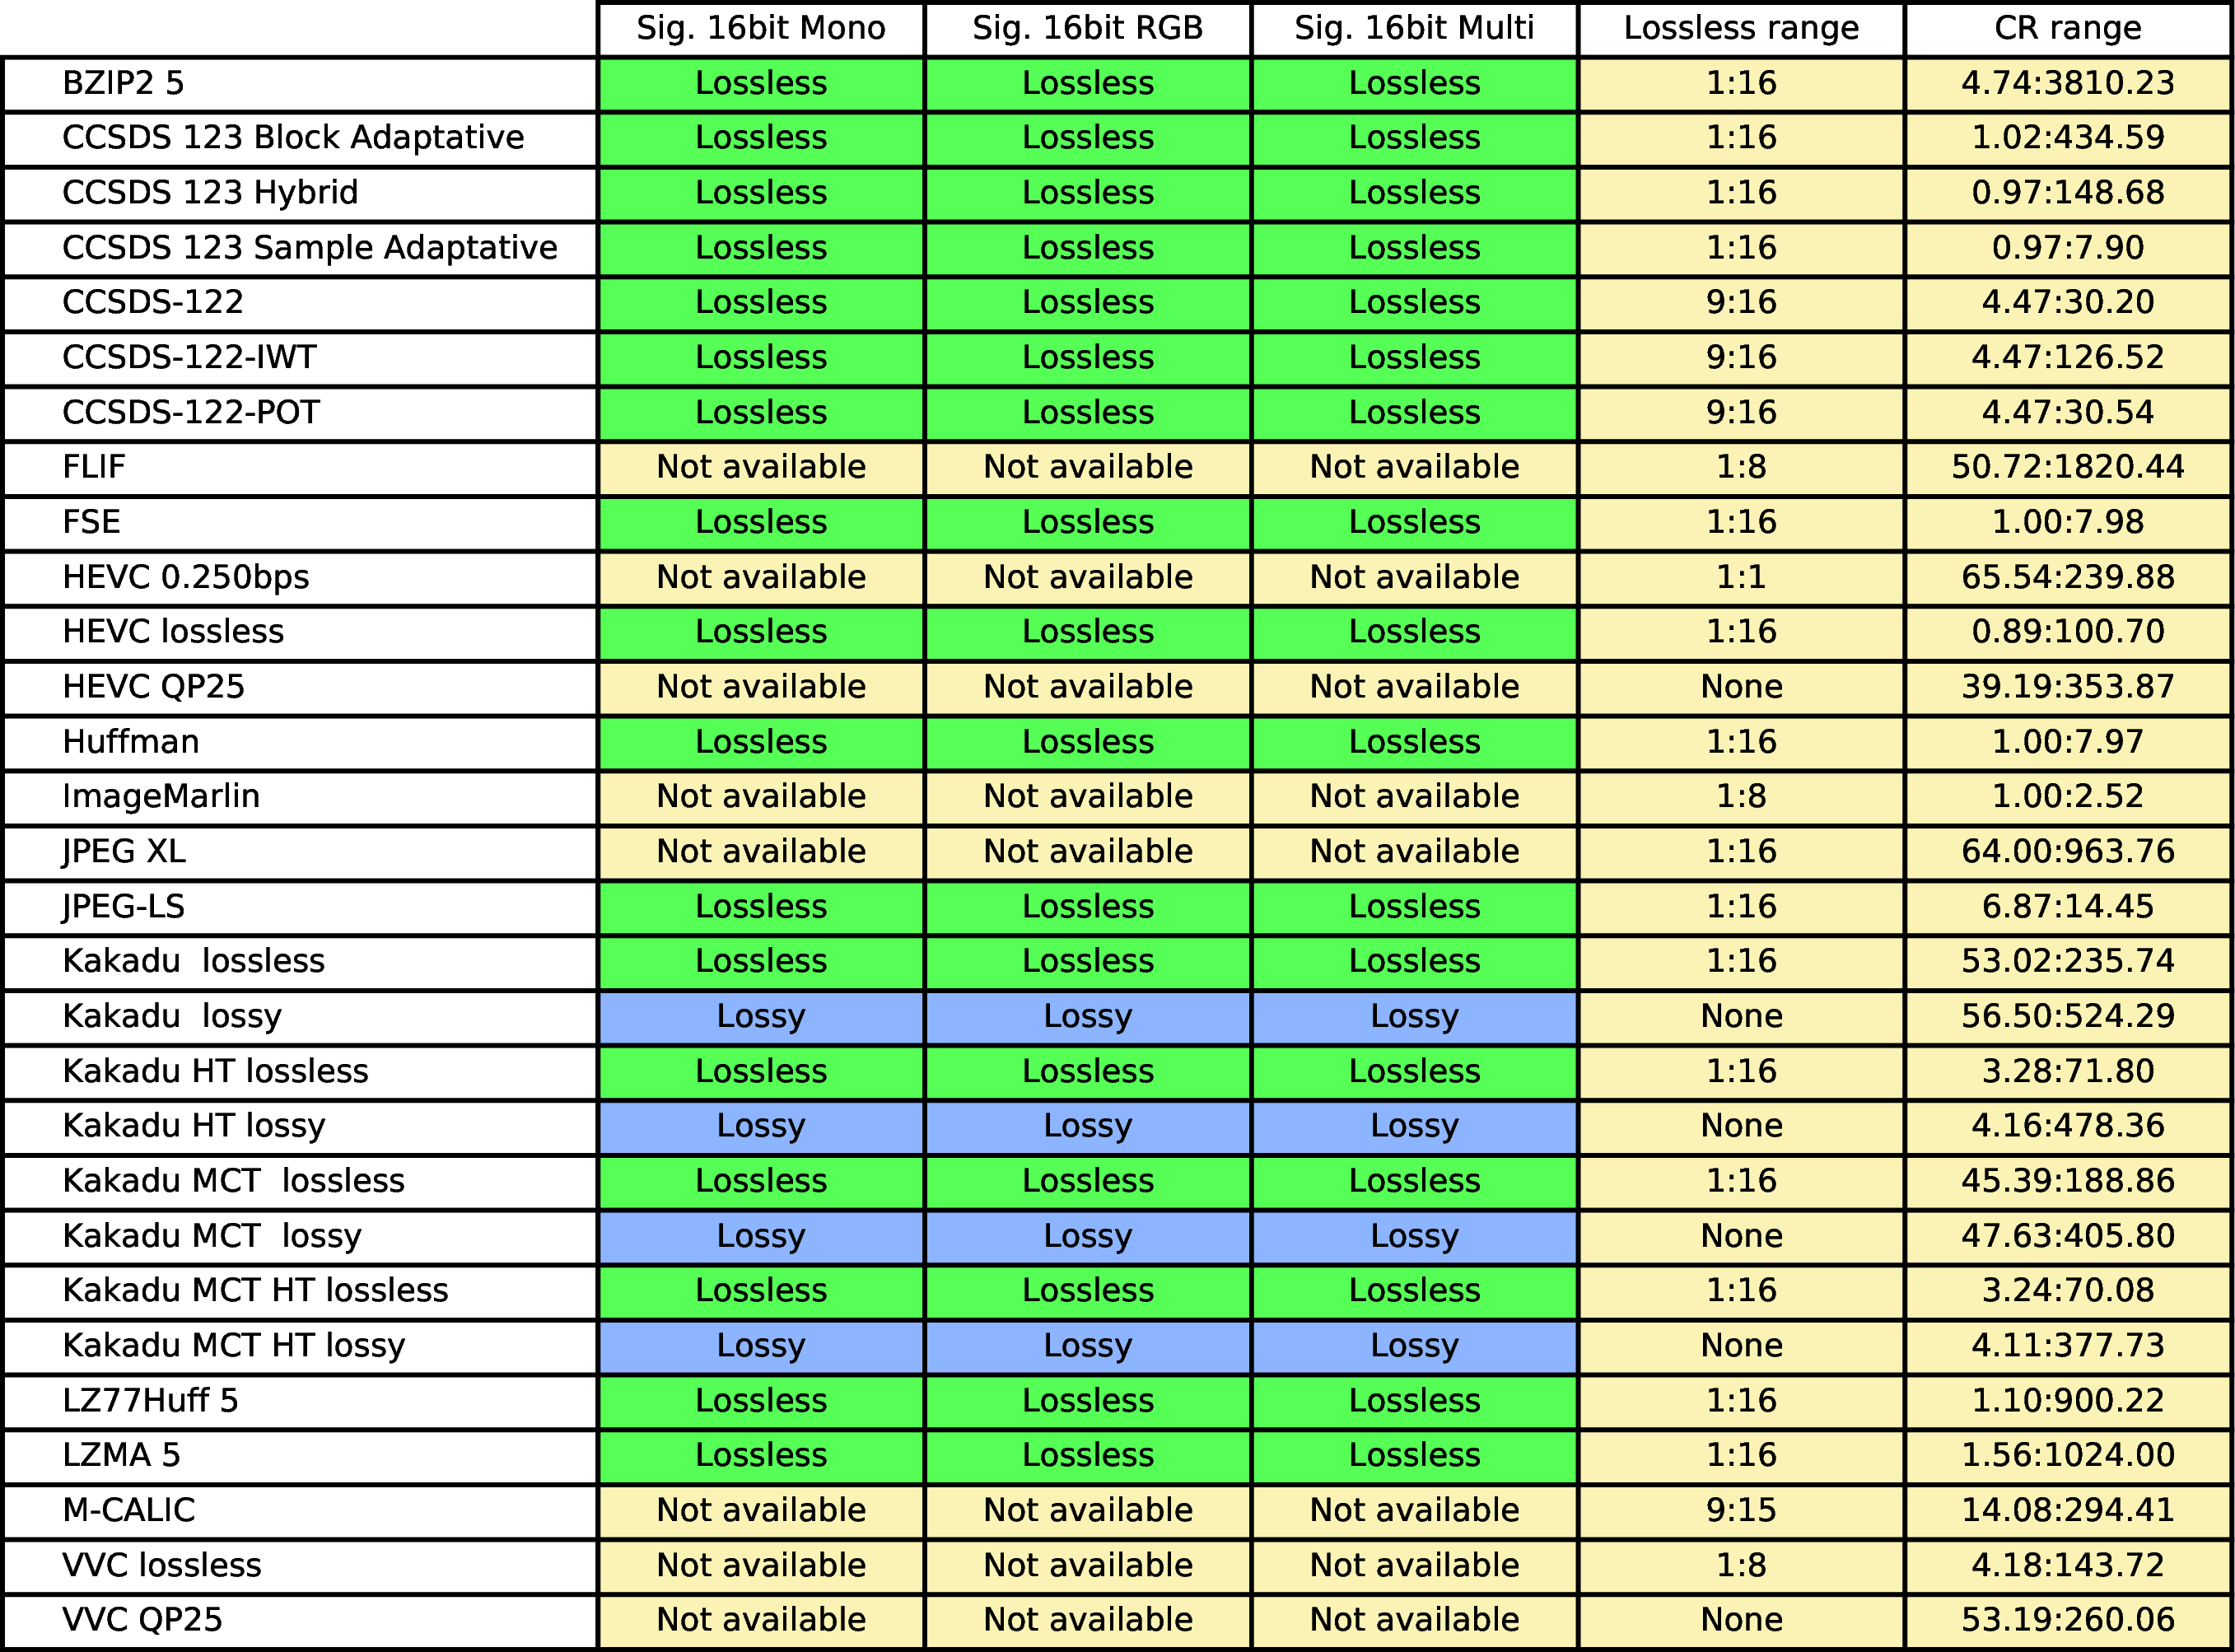 Sig. 16bit Mono Sig. 16bit RGB Sig. 16bit Multi Lossless range CR range
BZIP2 5 Lossless Lossless Lossless 1:16 4.74:3810.23
CCSDS 123 Block Adaptative Lossless Lossless Lossless 1:16 1.02:434.59
CCSDS 123 Hybrid Lossless Lossless Lossless 1:16 0.97:148.68
CCSDS 123 Sample Adaptative Lossless Lossless Lossless 1:16 0.97:7.90
CCSDS-122 Lossless Lossless Lossless 9:16 4.47:30.20
CCSDS-122-IWT Lossless Lossless Lossless 9:16 4.47:126.52
CCSDS-122-POT Lossless Lossless Lossless 9:16 4.47:30.54
FLIF Not available Not available Not available 1:8 50.72:1820.44
FSE Lossless Lossless Lossless 1:16 1.00:7.98
HEVC 0.250bps Not available Not available Not available 1:1 65.54:239.88
HEVC lossless Lossless Lossless Lossless 1:16 0.89:100.70
HEVC QP25 Not available Not available Not available None 39.19:353.87
Huffman Lossless Lossless Lossless 1:16 1.00:7.97
ImageMarlin Not available Not available Not available 1:8 1.00:2.52
JPEG XL Not available Not available Not available 1:16 64.00:963.76
JPEG-LS Lossless Lossless Lossless 1:16 6.87:14.45
Kakadu lossless Lossless Lossless Lossless 1:16 53.02:235.74
Kakadu lossy Lossy Lossy Lossy None 56.50:524.29
Kakadu HT lossless Lossless Lossless Lossless 1:16 3.28:71.80
Kakadu HT lossy Lossy Lossy Lossy None 4.16:478.36
Kakadu MCT lossless Lossless Lossless Lossless 1:16 45.39:188.86
Kakadu MCT lossy Lossy Lossy Lossy None 47.63:405.80
Kakadu MCT HT lossless Lossless Lossless Lossless 1:16 3.24:70.08
Kakadu MCT HT lossy Lossy Lossy Lossy None 4.11:377.73
LZ77Huff 5 Lossless Lossless Lossless 1:16 1.10:900.22
LZMA 5 Lossless Lossless Lossless 1:16 1.56:1024.00
M-CALIC Not available Not available Not available 9:15 14.08:294.41
VVC lossless Not available Not available Not available 1:8 4.18:143.72
VVC QP25 Not available Not available Not available None 53.19:260.06